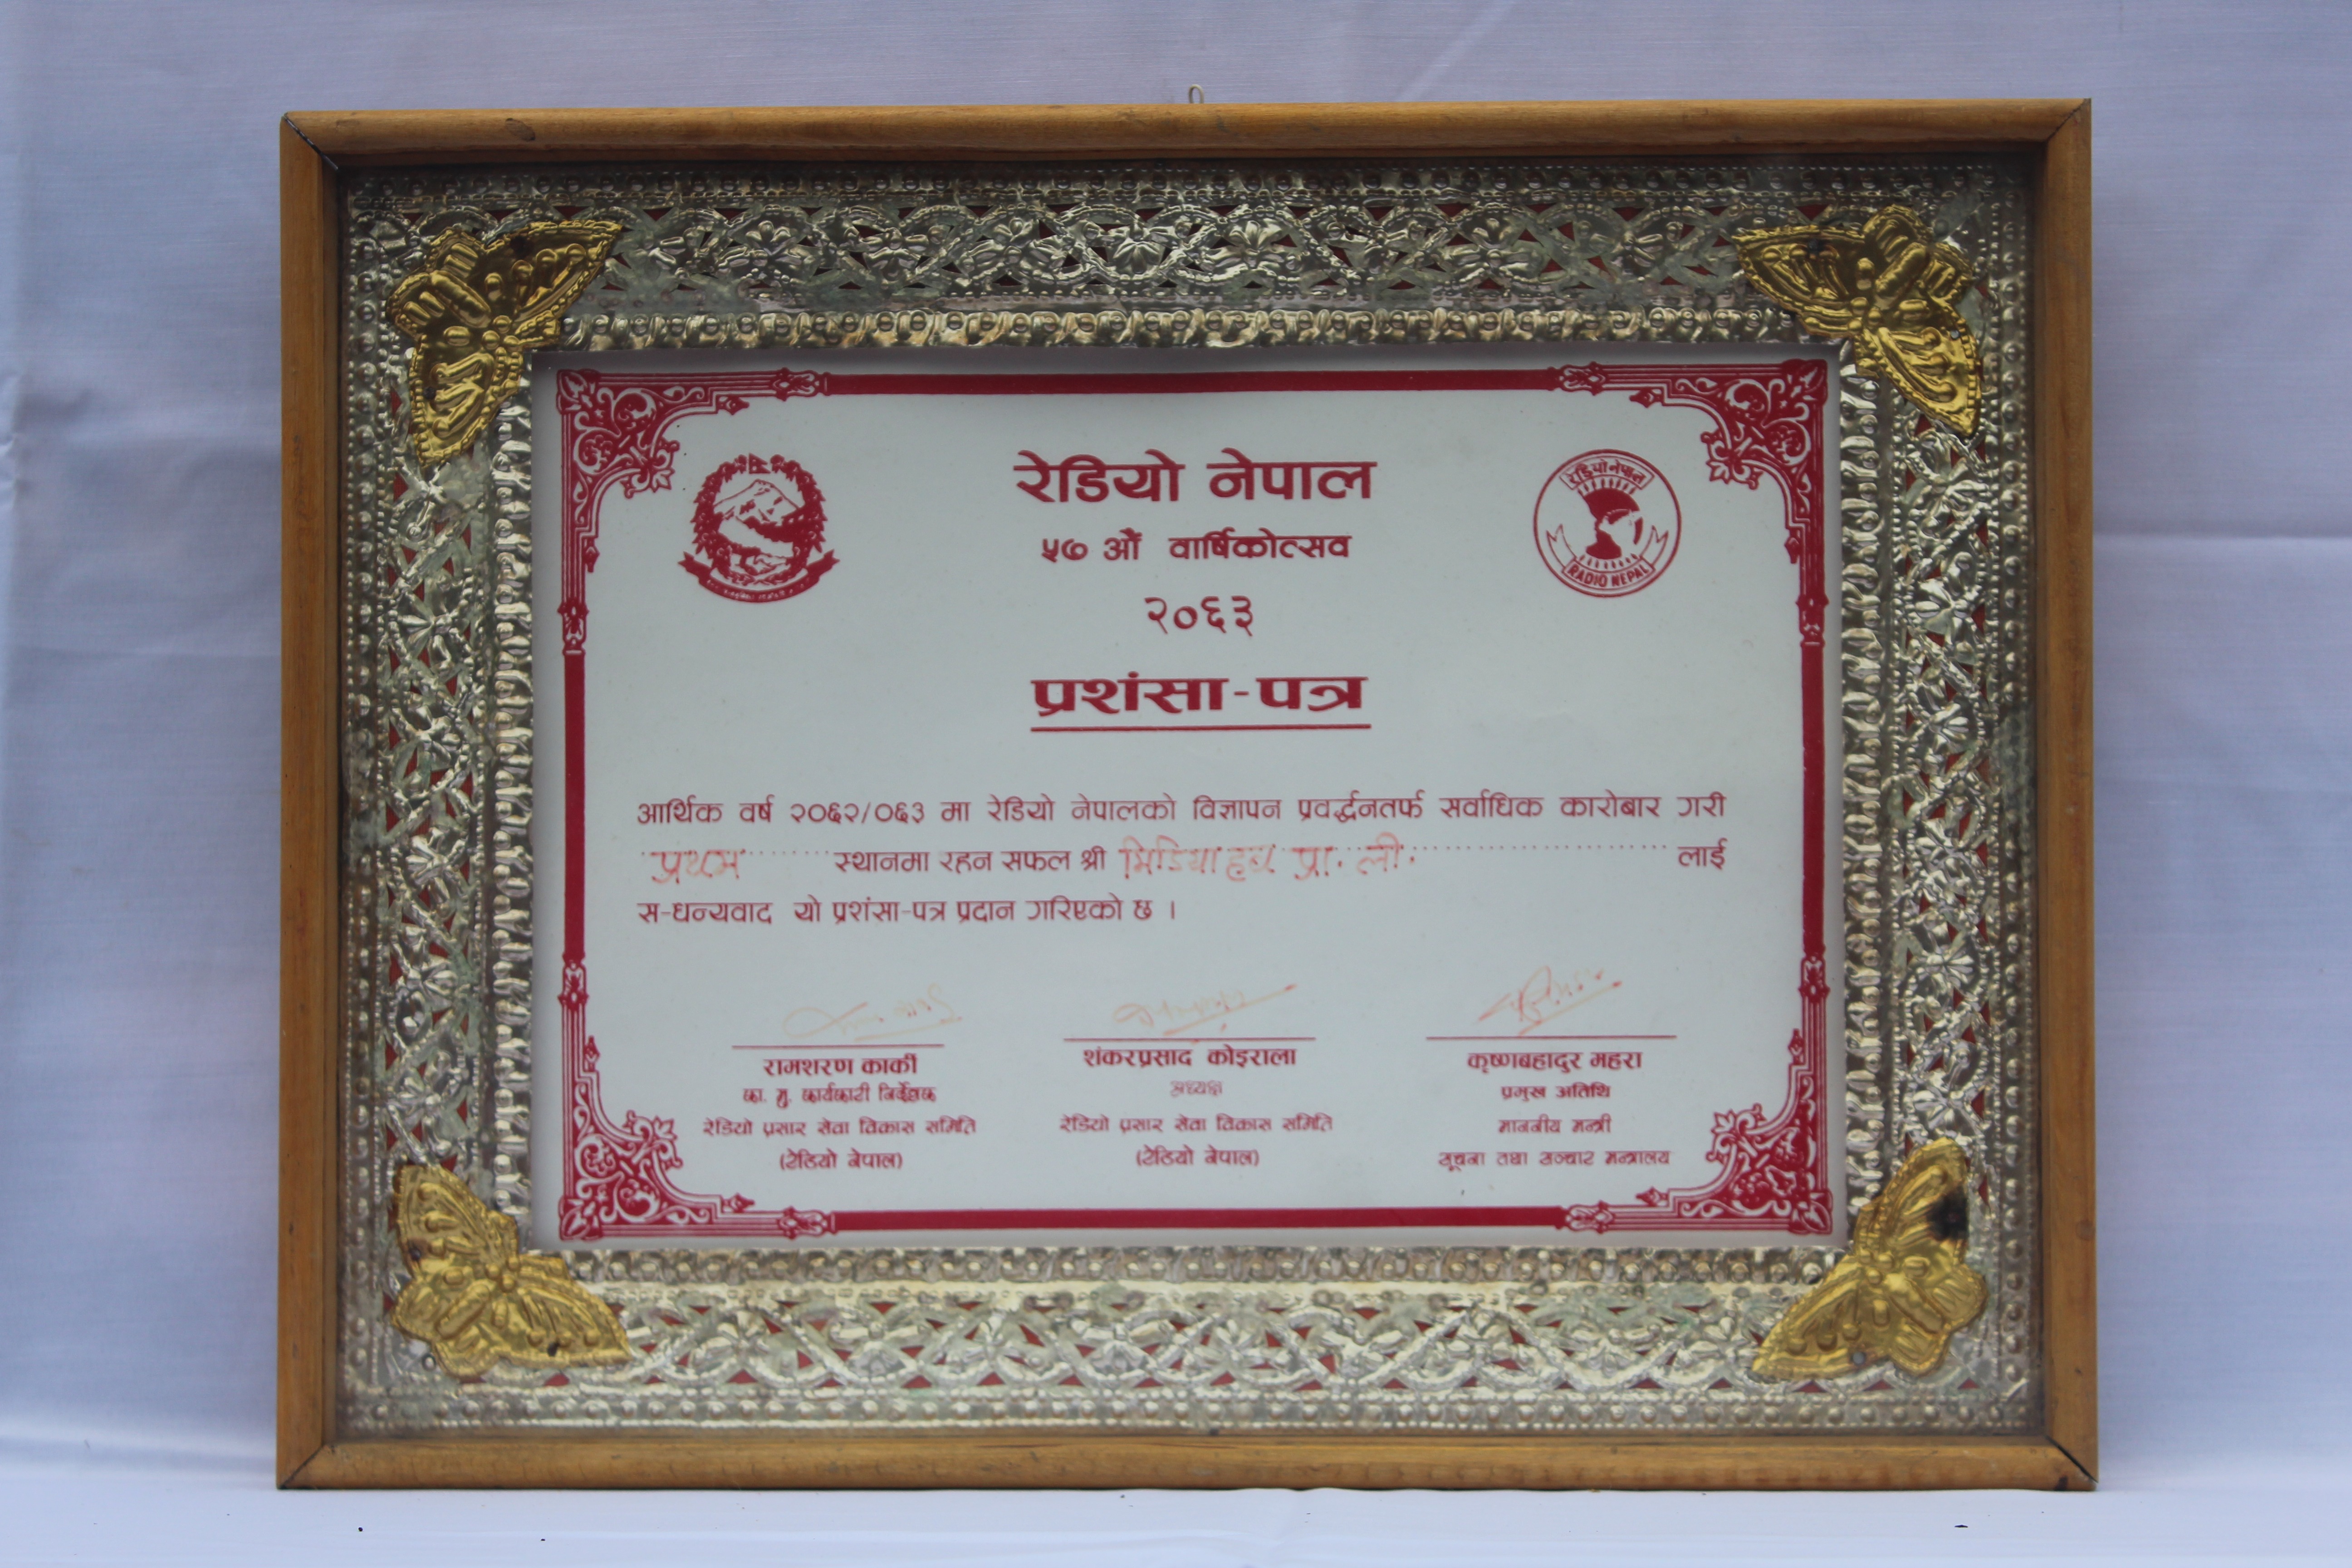 रेडियो नेपाल
५७ औं वार्षिकोत्सव
२०६३
प्रशंसा-पत्र
रेडियो नेपाल
RADIO NEPAL
आर्थिक वर्ष २०६२/०६३ मा रेडियो नेपालको विज्ञापन प्रवर्द्धनतर्फ सर्वाधिक कारोबार गरी
प्रथम स्थानमा रहन सफल श्री मिडिया हब प्रा. ली. लाई
स-धन्यवाद यो प्रशंसा-पत्र प्रदान गरिएको छ ।
रामशरण कार्की
का. मु. कार्यकारी निर्देशक
रेडियो प्रसार सेवा विकास समिति
(रेडियो नेपाल)
शंकरप्रसाद कोइराला
अध्यक्ष
रेडियो प्रसार सेवा विकास समिति
(रेडियो नेपाल)
कृष्णबहादुर महरा
प्रमुख अतिथि
माननीय मन्त्री
सूचना तथा सञ्चार मन्त्रालय